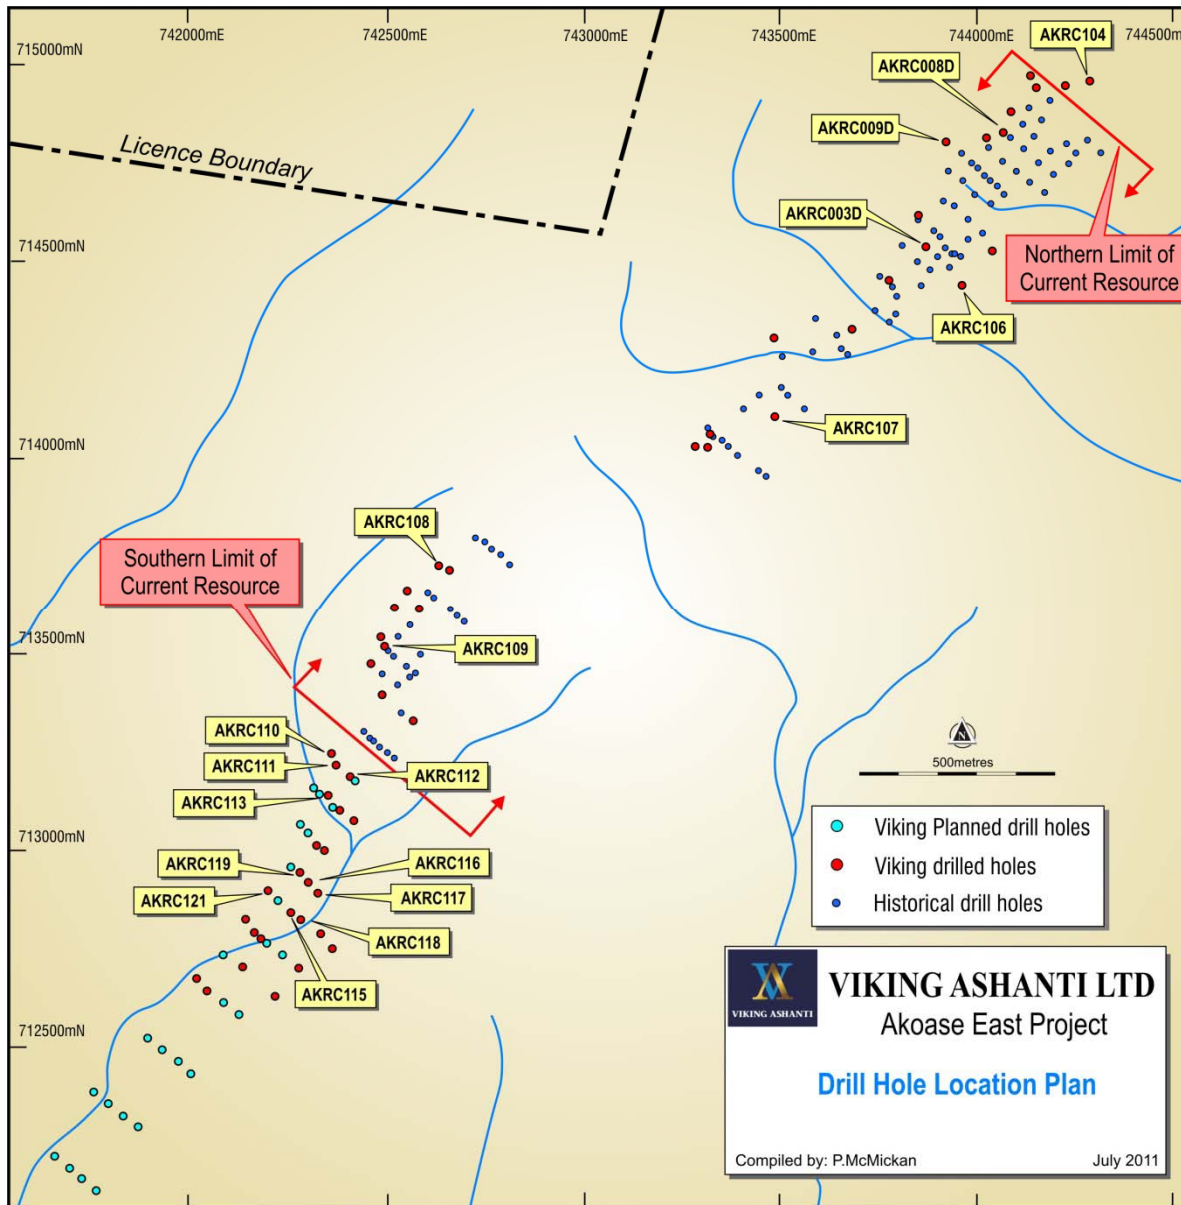 742000mE
742500mE
743000mE
743500mE
744000mE
744500m
715000mN
714500mN
714000mN
713500mN
713000mN
712500mN
Licence Boundary
AKRC104
AKRC008D
AKRC009D
AKRC003D
Northern Limit of
Current Resource
AKRC106
AKRC107
AKRC108
Southern Limit of
Current Resource
AKRC109
AKRC110
AKRC111
AKRC112
AKRC113
AKRC119
AKRC116
AKRC121
AKRC117
AKRC118
AKRC115
N
500metres
Viking Planned drill holes
Viking drilled holes
Historical drill holes
VIKING ASHANTI
VIKING ASHANTI LTD
Akoase East Project
Drill Hole Location Plan
Compiled by: P.McMickan
July 2011